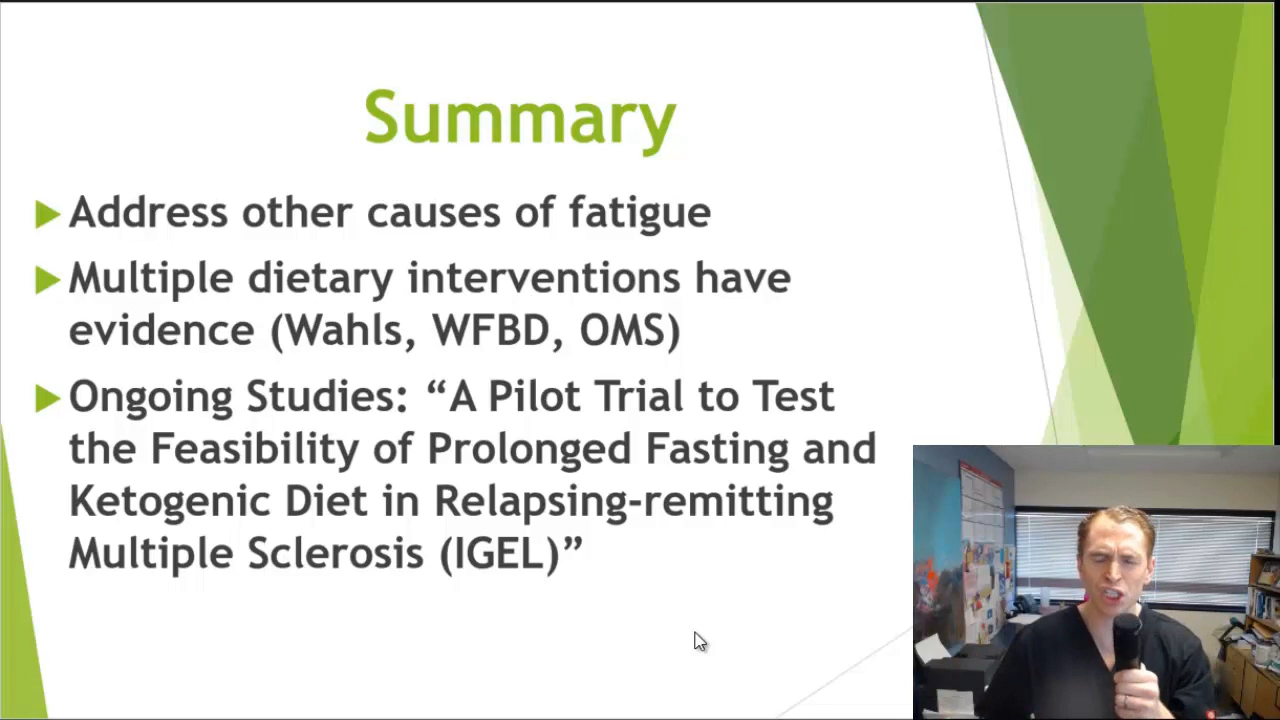 Summary
Address other causes of fatigue
Multiple dietary interventions have
evidence (Wahls, WFBD, OMS)
Ongoing Studies: “A Pilot Trial to Test
the Feasibility of Prolonged Fasting and
Ketogenic Diet in Relapsing-remitting
Multiple Sclerosis (IGEL)”